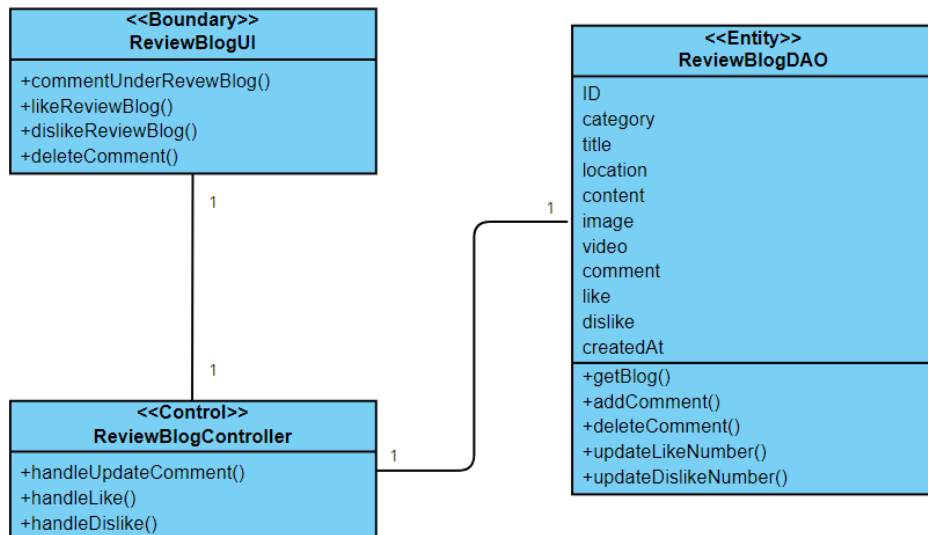 <<Boundary>>
ReviewBlogUI
+commentUnderRevewBlog()
+likeReviewBlog()
+dislikeReviewBlog()
+deleteComment()
1
1
<<Control>>
ReviewBlogController
+handleUpdateComment()
+handleLike()
+handleDislike()
1
1
<<Entity>>
ReviewBlogDAO
ID
category
title
location
content
image
video
comment
like
dislike
createdAt
+getBlog()
+addComment()
+deleteComment()
+updateLikeNumber()
+updateDislikeNumber()